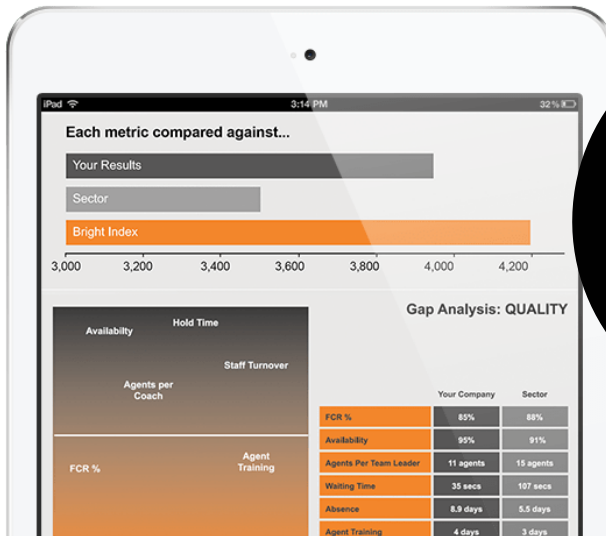 iPad 3:14 PM 32%
Each metric compared against...
Your Results
Sector
Bright Index
3,000 3,200 3,400 3,600 3,800 4,000 4,200
Gap Analysis: QUALITY
Hold Time
Availabilty
Staff Turnover
Agents per
Coach
Agent
Training
FCR %
Your Company Sector
FCR % 85% 88%
Availability 95% 91%
Agents Per Team Leader 11 agents 15 agents
Waiting Time 35 secs 107 secs
Absence 8.9 days 5.5 days
Agent Training 4 days 3 days